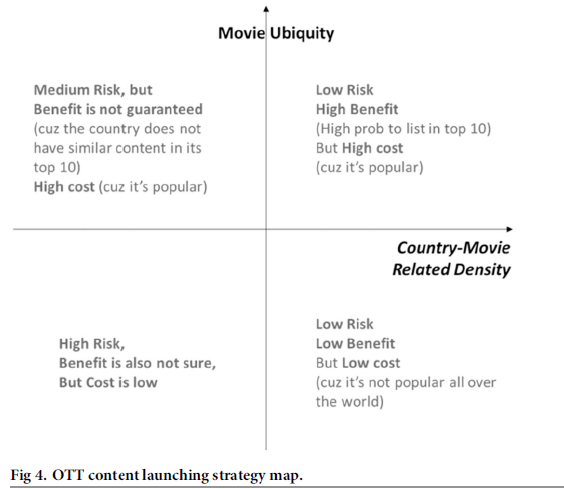 Movie Ubiquity
Medium Risk, but
Benefit is not guaranteed
(cuz the country does not
have similar content in its
top 10)
High cost (cuz it's popular)
Low Risk
High Benefit
(High prob to list in top 10)
But High cost
(cuz it's popular)
Country-Movie
Related Density
High Risk,
Benefit is also not sure,
But Cost is low
Low Risk
Low Benefit
But Low cost
(cuz it's not popular all over
the world)
Fig 4. OTT content launching strategy map.